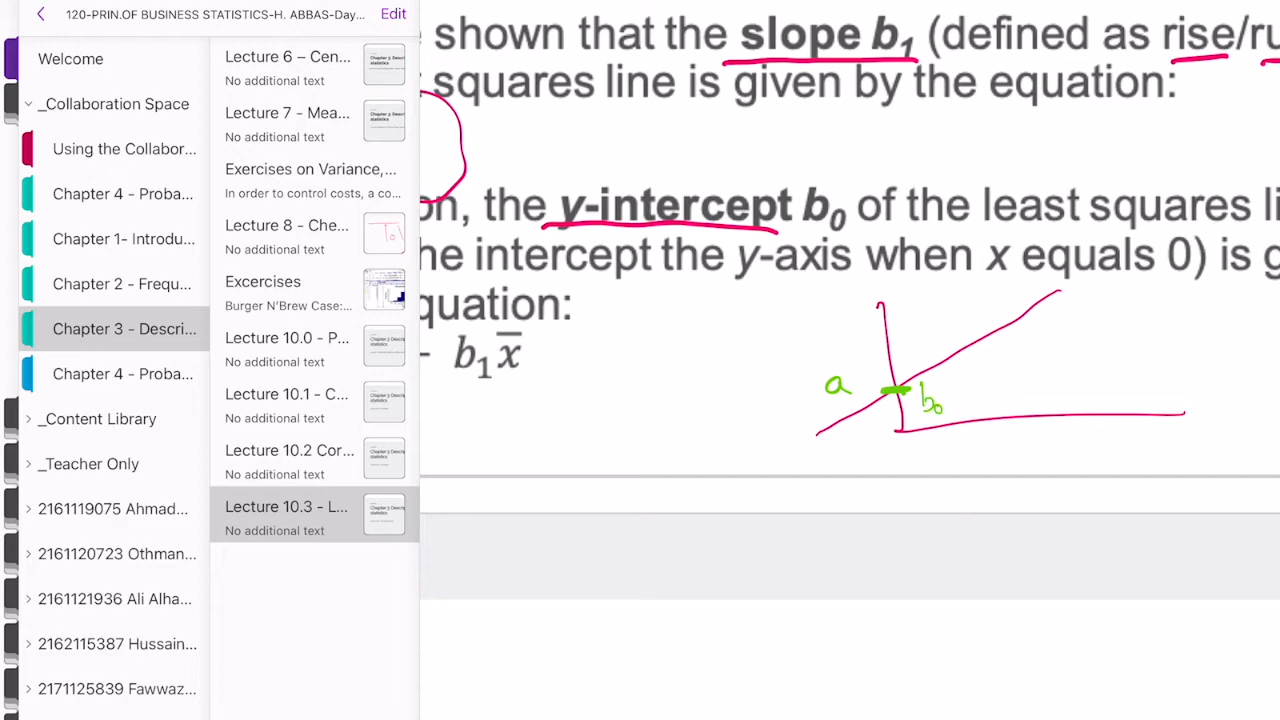 120-PRIN.OF BUSINESS STATISTICS-H. ABBAS-Day...
Edit
Welcome
_Collaboration Space
Using the Collabor...
Chapter 4 - Proba...
Chapter 1- Introdu...
Chapter 2 - Frequ...
Chapter 3 - Descri...
Chapter 4 - Proba...
_Content Library
_Teacher Only
2161119075 Ahmad...
2161120723 Othman...
2161121936 Ali Alha...
2162115387 Hussain...
2171125839 Fawwaz...
Lecture 6 – Cen...
No additional text
Lecture 7 - Mea...
No additional text
Exercises on Variance,...
In order to control costs, a co...
Lecture 8 - Che...
No additional text
Exercises
Burger N'Brew Case:...
Lecture 10.0 - P...
No additional text
Lecture 10.1 - C...
No additional text
Lecture 10.2 Cor...
No additional text
Lecture 10.3 - L...
No additional text
shown that the slope b₁ (defined as rise/
squares line is given by the equation:
the y-intercept b₀ of the least squares
intercept the y-axis when x equals 0) is
b₁x̅
a
b₀